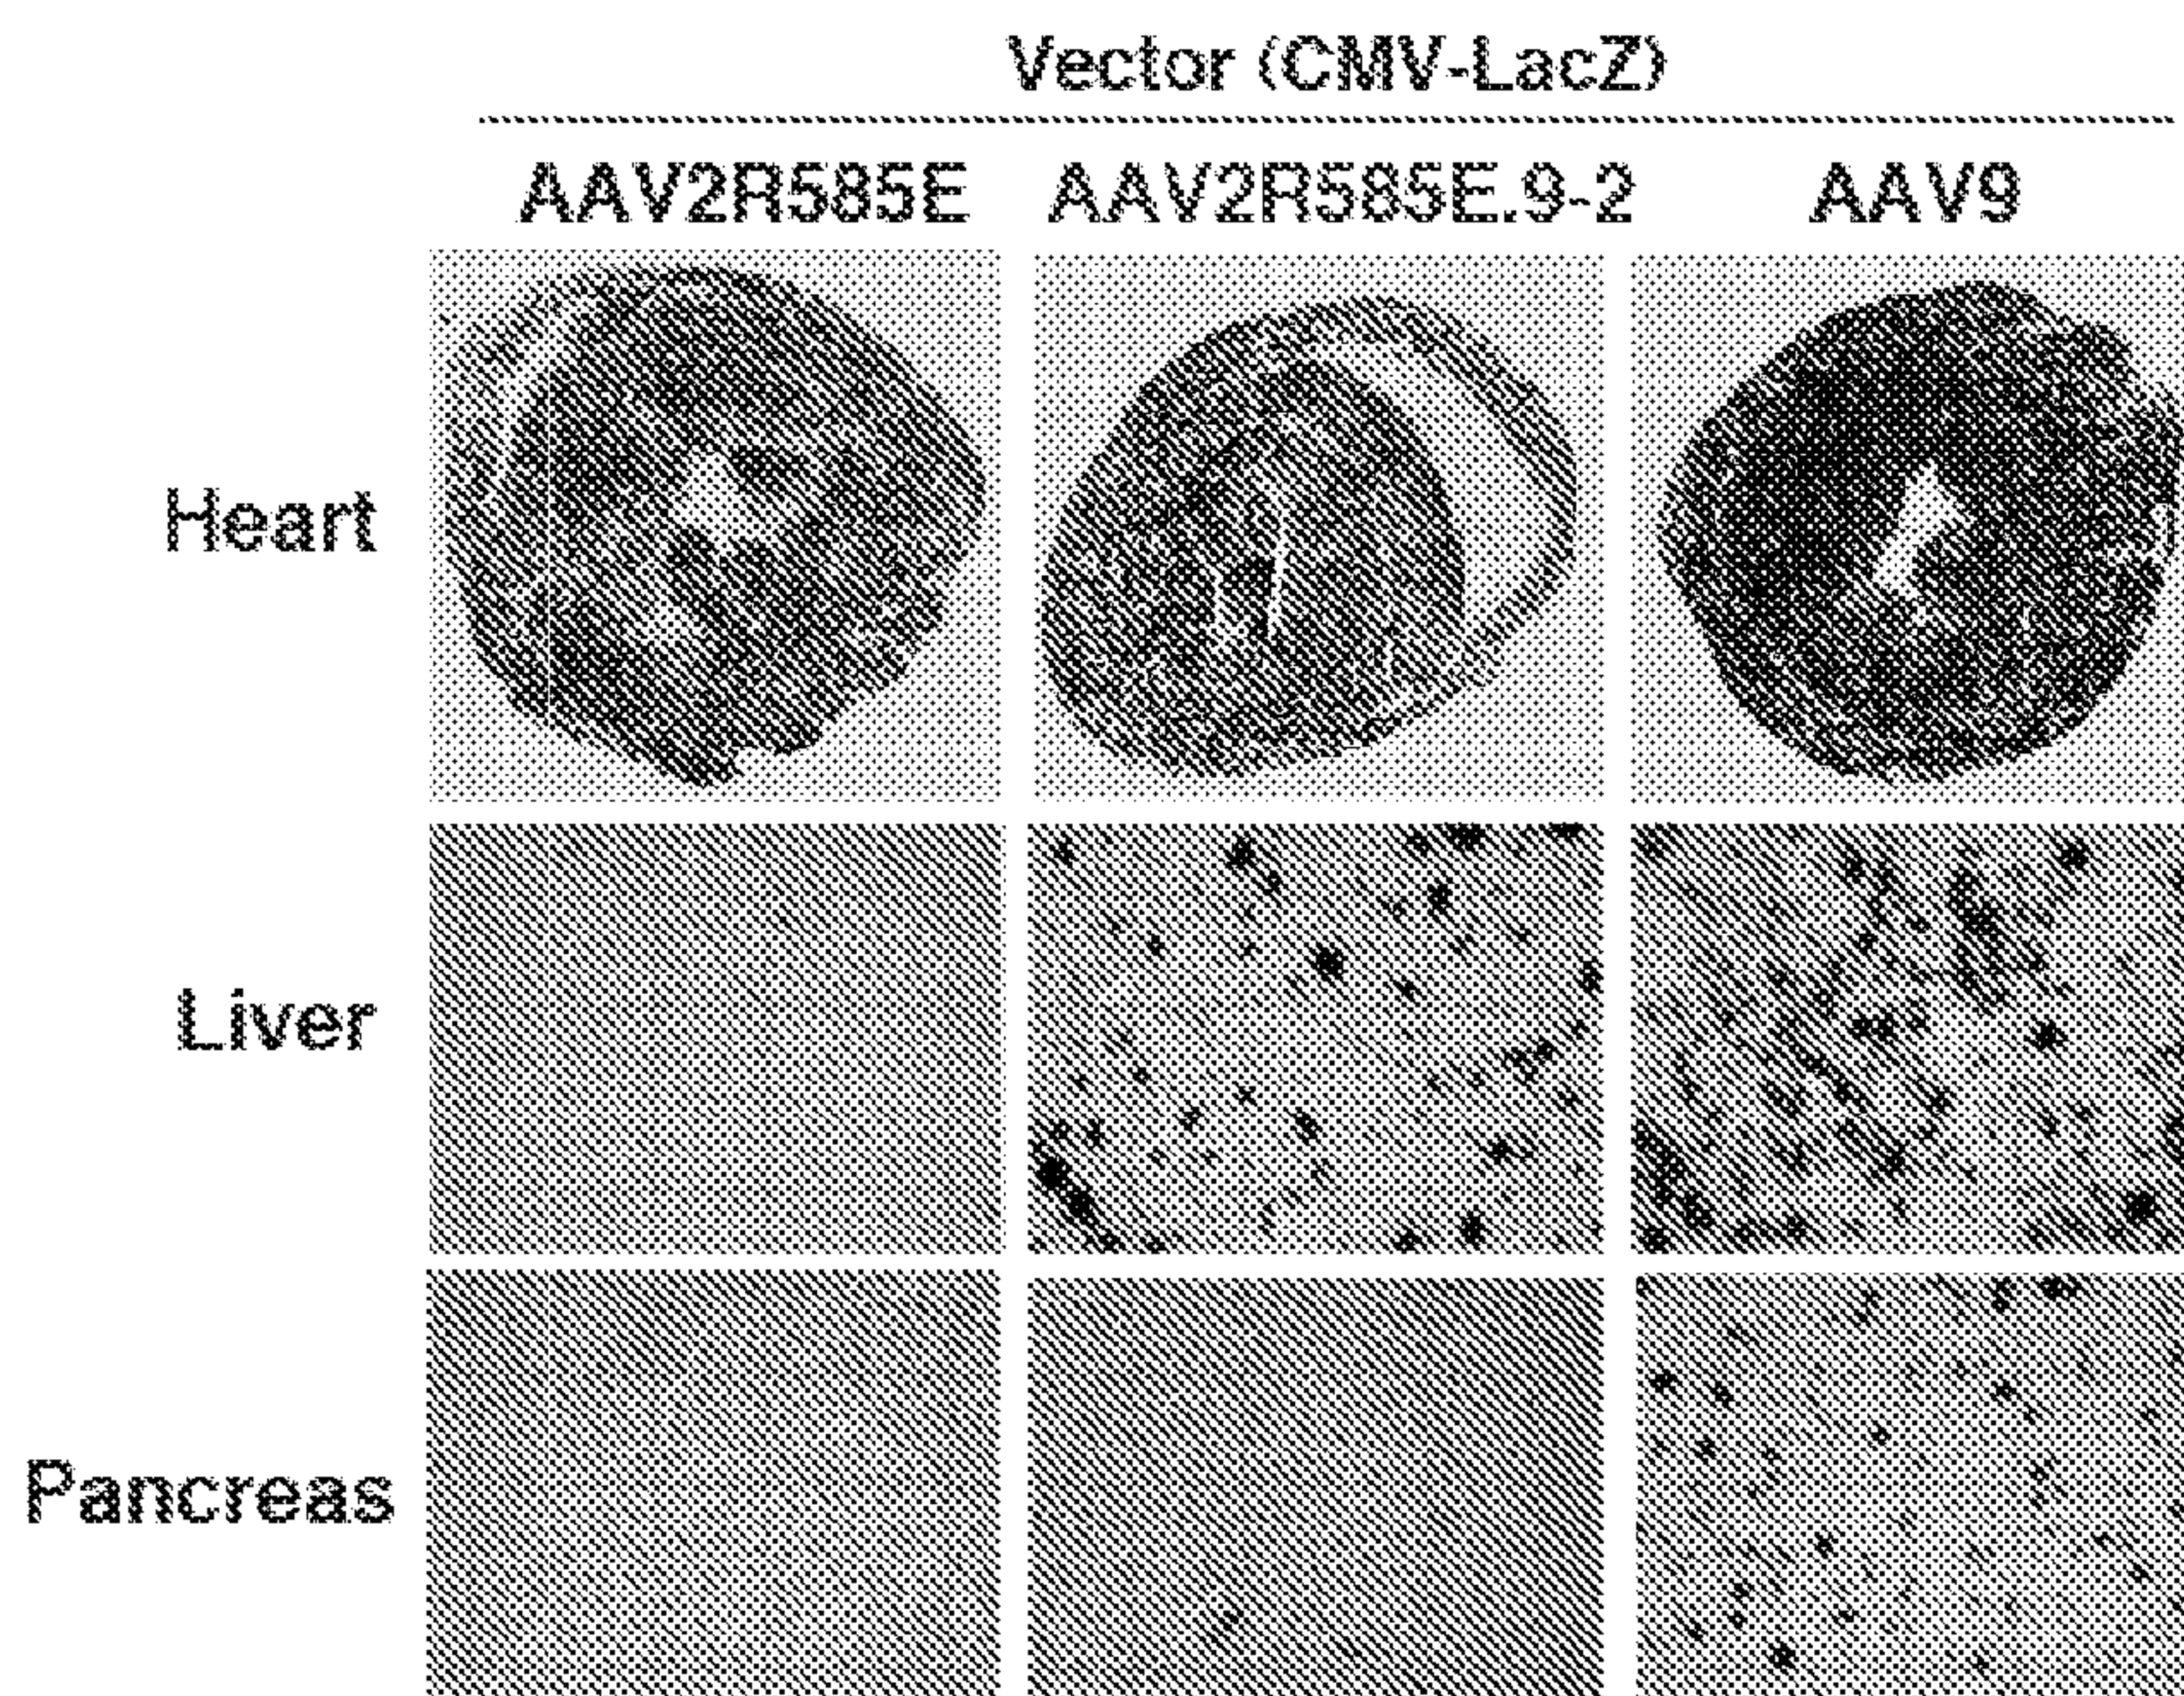 Vector (CMV-LacZ)
AAV2R585E AAV2R585E.9-2 AAV9
Heart
Liver
Pancreas